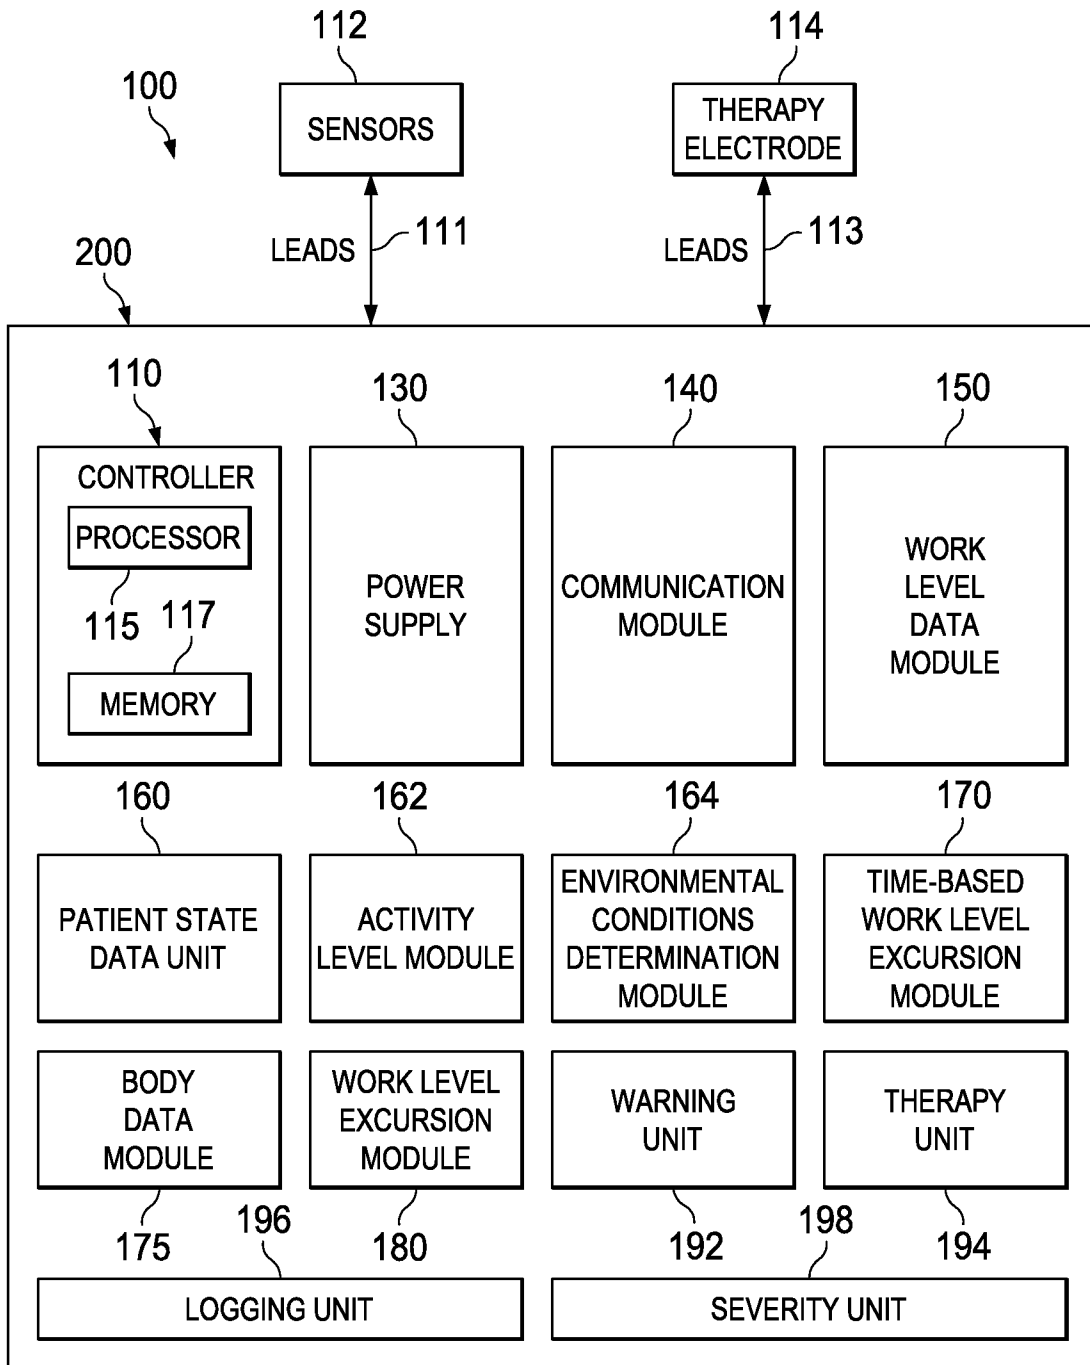 112
114
100
SENSORS
THERAPY
ELECTRODE
LEADS
111
LEADS
113
200
110
130
140
150
CONTROLLER
PROCESSOR
115
117
MEMORY
POWER
SUPPLY
COMMUNICATION
MODULE
WORK
LEVEL
DATA
MODULE
160
162
164
170
PATIENT STATE
DATA UNIT
ACTIVITY
LEVEL MODULE
ENVIRONMENTAL
CONDITIONS
DETERMINATION
MODULE
TIME-BASED
WORK LEVEL
EXCURSION
MODULE
BODY
DATA
MODULE
WORK LEVEL
EXCURSION
MODULE
WARNING
UNIT
THERAPY
UNIT
175
196
180
192
198
194
LOGGING UNIT
SEVERITY UNIT